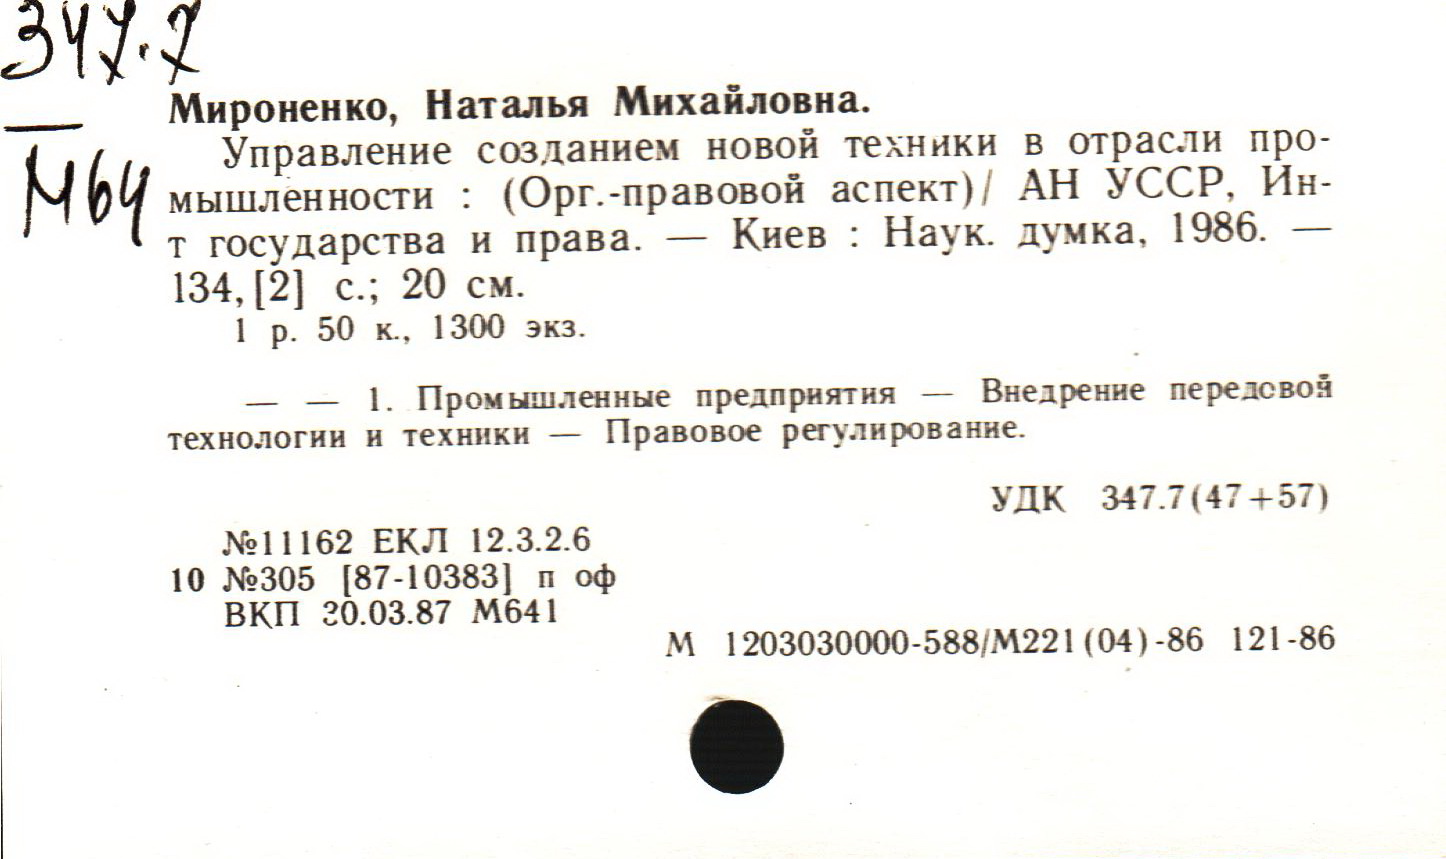 347.7
М64
Мироненко, Наталья Михайловна.
Управление созданием новой техники в отрасли про-
мышленности : (Орг.-правовой аспект)/ АН УССР, Ин-
т государства и права. — Киев : Наук. думка, 1986. —
134, [2] с.; 20 см.
1 р. 50 к., 1300 экз.
— — 1. Промышленные предприятия — Внедрение передовой
технологии и техники — Правовое регулирование.
УДК 347.7(47+57)
№11162 ЕКЛ 12.3.2.6
10 №305 [87-10383] п оф
ВКП 30.03.87 М641
М 1203030000-588/М221(04)-86 121-86